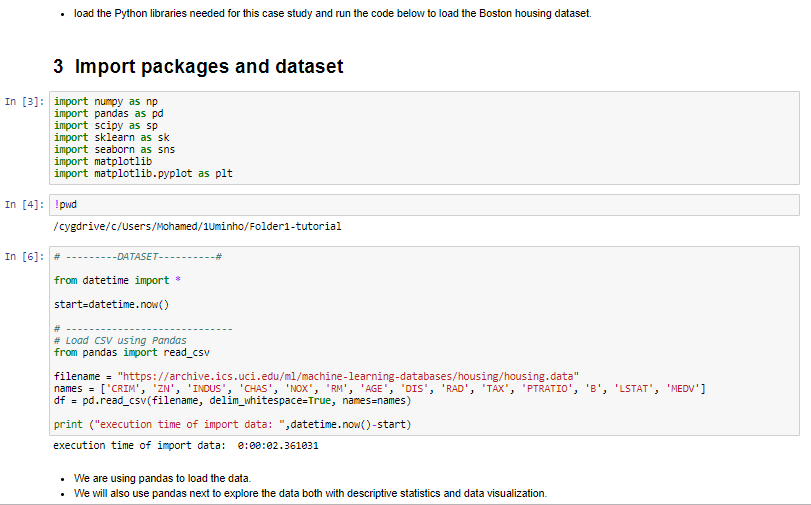 • load the Python libraries needed for this case study and run the code below to load the Boston housing dataset.
3 Import packages and dataset
In [3]: import numpy as np
import pandas as pd
import scipy as sp
import sklearn as sk
import seaborn as sns
import matplotlib
import matplotlib.pyplot as plt
In [4]: !pwd
/cygdrive/c/Users/Mohamed/1Uminho/Folder1-tutorial
In [6]: # ---------DATASET----------#
from datetime import *
start=datetime.now()
# -----------------------------
# Load CSV using Pandas
from pandas import read_csv
filename = "https://archive.ics.uci.edu/ml/machine-learning-databases/housing/housing.data"
names = ['CRIM', 'ZN', 'INDUS', 'CHAS', 'NOX', 'RM', 'AGE', 'DIS', 'RAD', 'TAX', 'PTRATIO', 'B', 'LSTAT', 'MEDV']
df = pd.read_csv(filename, delim_whitespace=True, names=names)
print ("execution time of import data: ",datetime.now()-start)
execution time of import data:  0:00:02.361031
• We are using pandas to load the data.
• We will also use pandas next to explore the data both with descriptive statistics and data visualization.